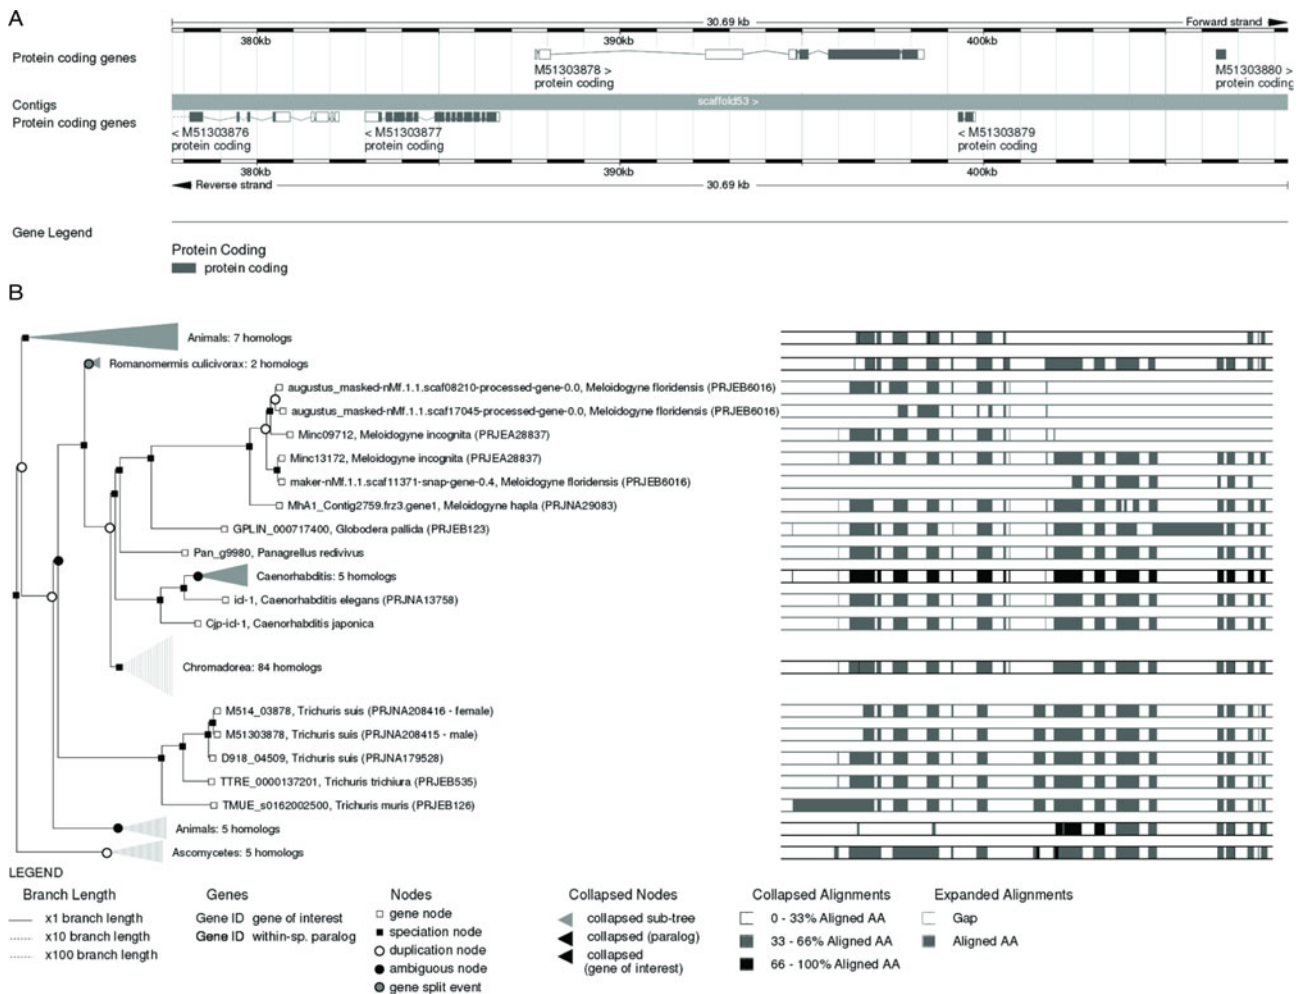 A
30.69 kb
Forward strand
380kb
390kb
400kb
Protein coding genes
M51303878 >
protein coding
M51303880 >
protein coding
Contigs
scaffold53 >
Protein coding genes
< M51303876
protein coding
< M51303877
protein coding
< M51303879
protein coding
380kb
390kb
400kb
Reverse strand
30.69 kb
Gene Legend
Protein Coding
protein coding
B
Animals: 7 homologs
Romanomermis culicivorax: 2 homologs
augustus_masked-nMf.1.1.scaf08210-processed-gene-0.0, Meloidogyne floridensis (PRJEB6016)
augustus_masked-nMf.1.1.scaf17045-processed-gene-0.0, Meloidogyne floridensis (PRJEB6016)
Minc09712, Meloidogyne incognita (PRJEA28837)
Minc13172, Meloidogyne incognita (PRJEA28837)
maker-nMf.1.1.scaf11371-snap-gene-0.4, Meloidogyne floridensis (PRJEB6016)
MhA1_Contig2759.frz3.gene1, Meloidogyne hapla (PRJNA29083)
GPLIN_000717400, Globodera pallida (PRJEB123)
Pan_g9980, Panagrellus redivivus
Caenorhabditis: 5 homologs
icl-1, Caenorhabditis elegans (PRJNA13758)
Cjp-icl-1, Caenorhabditis japonica
Chromadorea: 84 homologs
M514_03878, Trichuris suis (PRJNA208416 - female)
M51303878, Trichuris suis (PRJNA208415 - male)
D918_04509, Trichuris suis (PRJNA179528)
TTRE_0000137201, Trichuris trichiura (PRJEB535)
TMUE_s0162002500, Trichuris muris (PRJEB126)
Animals: 5 homologs
Ascomycetes: 5 homologs
LEGEND
Branch Length
x1 branch length
x10 branch length
x100 branch length
Genes
Gene ID gene of interest
Gene ID within-sp. paralog
Nodes
gene node
speciation node
duplication node
ambiguous node
gene split event
Collapsed Nodes
collapsed sub-tree
collapsed (paralog)
collapsed
(gene of interest)
Collapsed Alignments
0 - 33% Aligned AA
33 - 66% Aligned AA
66 - 100% Aligned AA
Expanded Alignments
Gap
Aligned AA